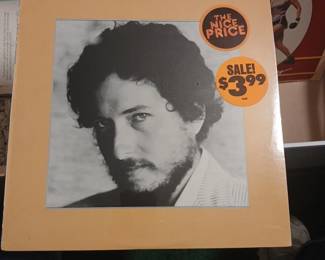 THE
NICE
PRICE
SALE!
$3.99